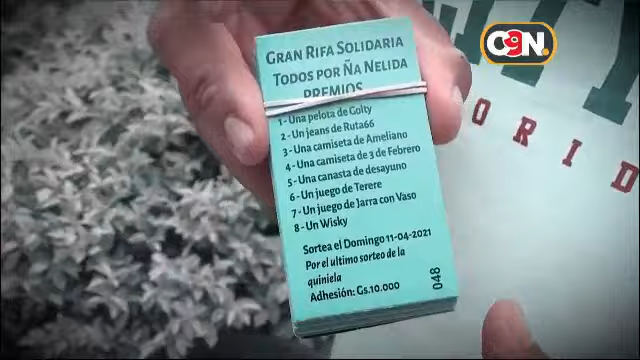 C9N.
GRAN RIFA SOLIDARIA
TODOS POR ÑA NELIDA
PREMIOS
1-Una pelota de Golty
2-Un jeans de Ruta66
3-Una camiseta de Ameliano
4-Una camiseta de 3 de Febrero
5-Una canasta de desayuno
6-Un juego de Terere
7-Un juego de Jarra con Vaso
8-Un Wisky
Sortea el Domingo 11-04-2021
Por el ultimo sorteo de la
quiniela
Adhesión: Gs.10.000
048
ORID